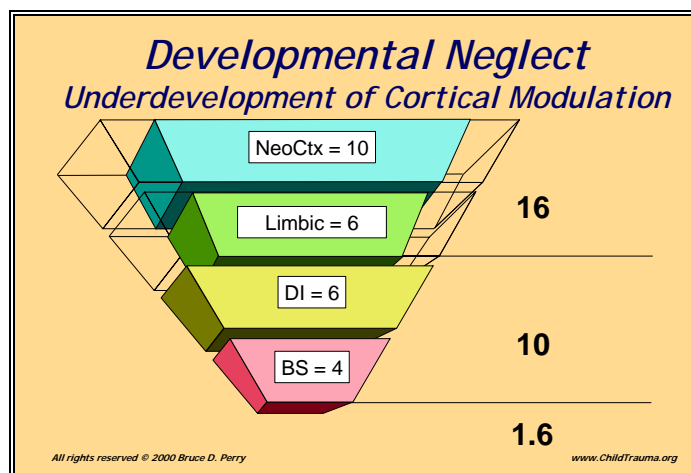 Developmental Neglect
Underdevelopment of Cortical Modulation
NeoCtx = 10
Limbic = 6
16
DI = 6
10
BS = 4
1.6
All rights reserved © 2000 Bruce D. Perry
www.ChildTrauma.org